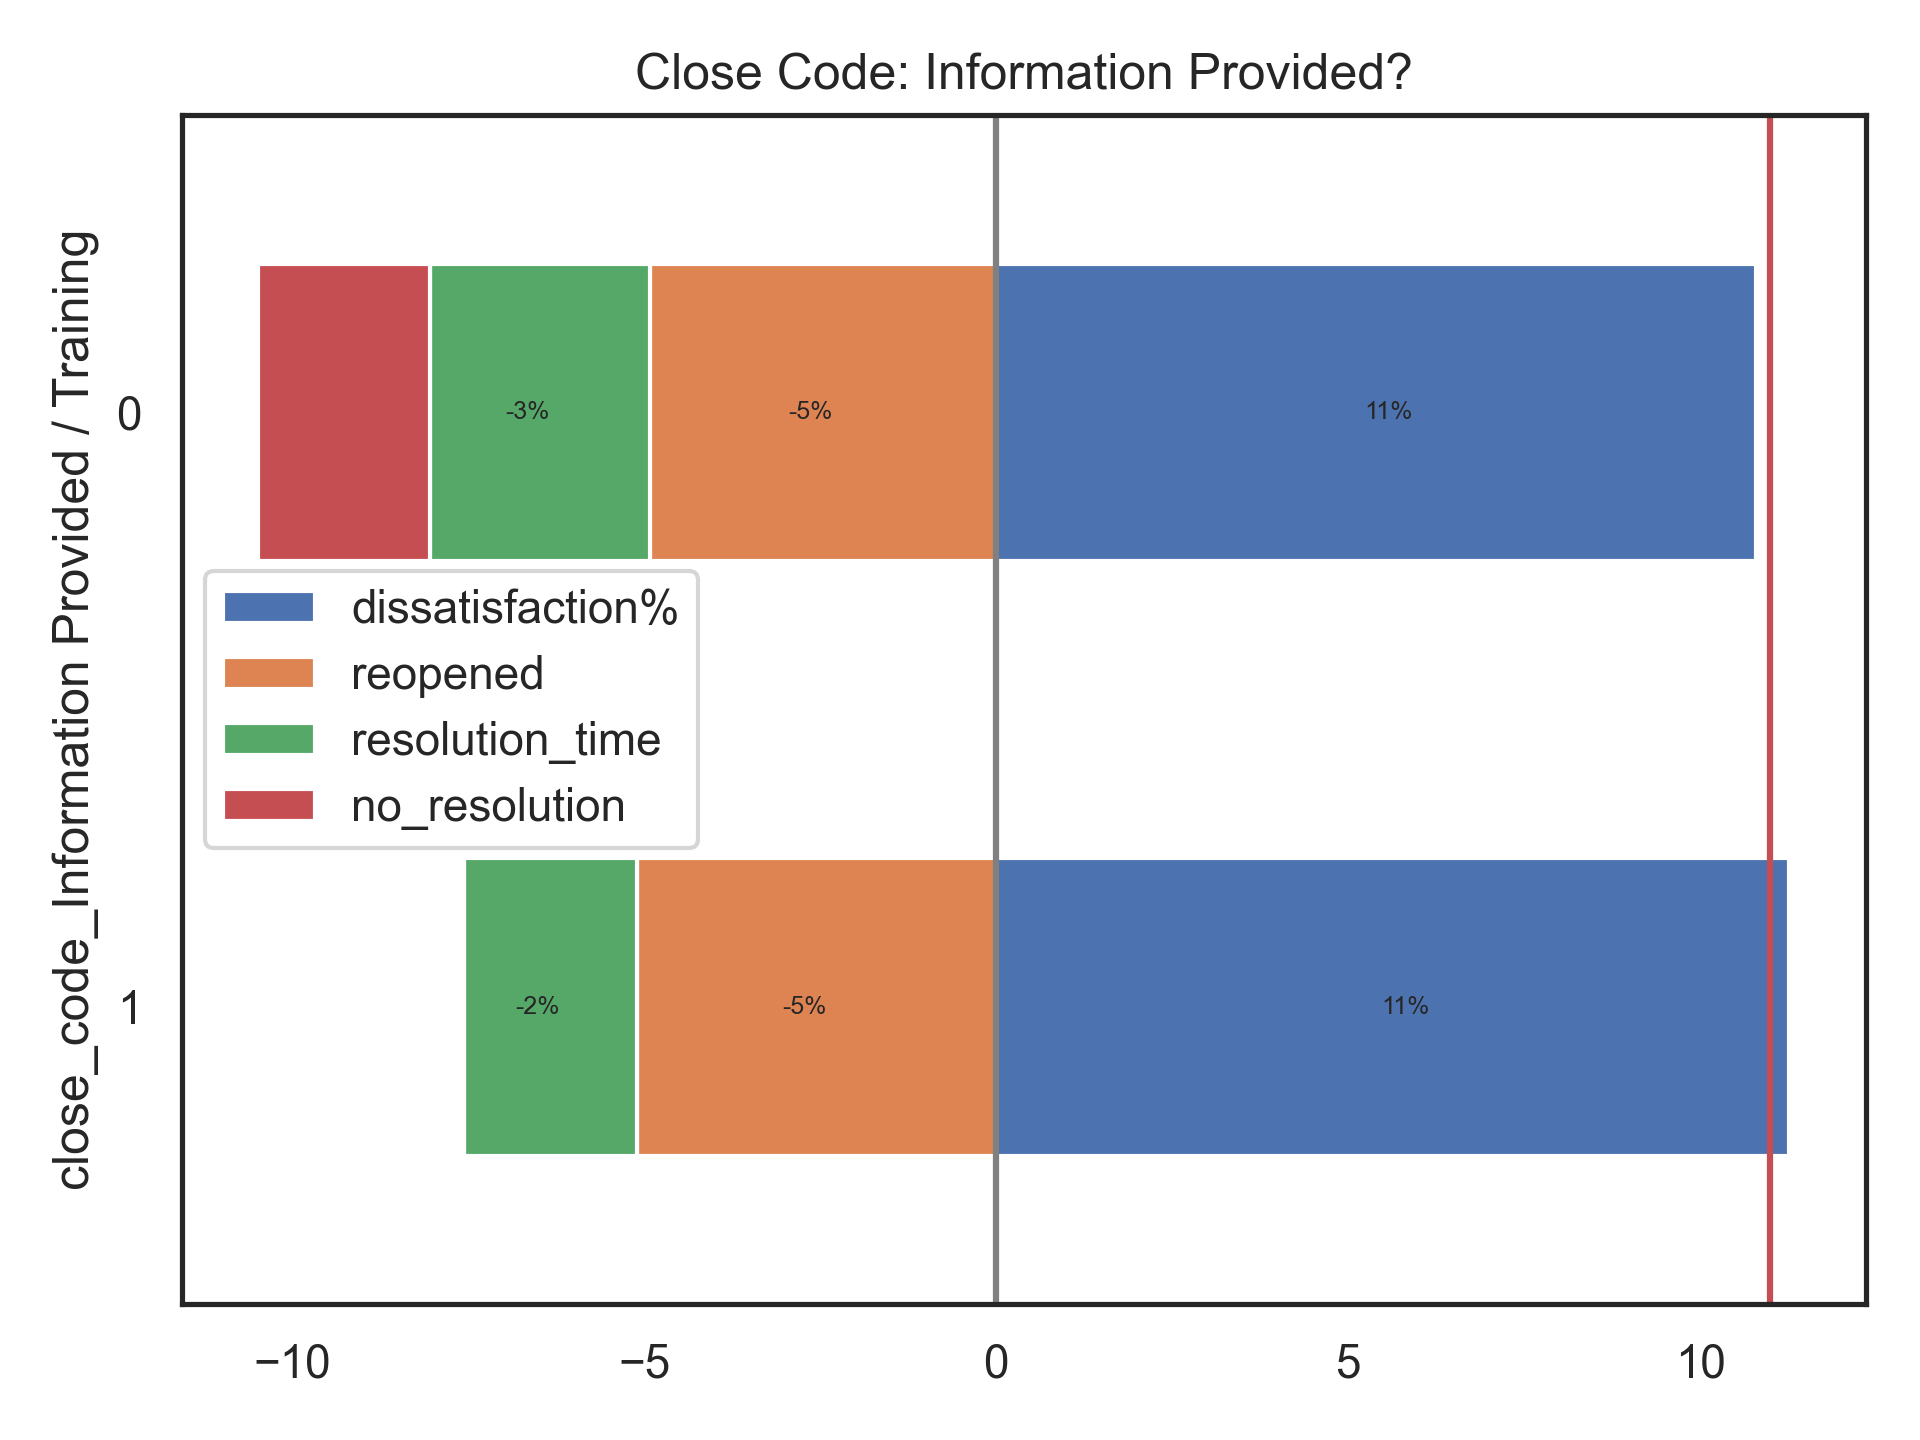 Close Code: Information Provided?
close_code_Information Provided / Training
0
-3%
-5%
11%
dissatisfaction%
reopened
resolution_time
no_resolution
1
-2%
-5%
11%
−10
−5
0
5
10